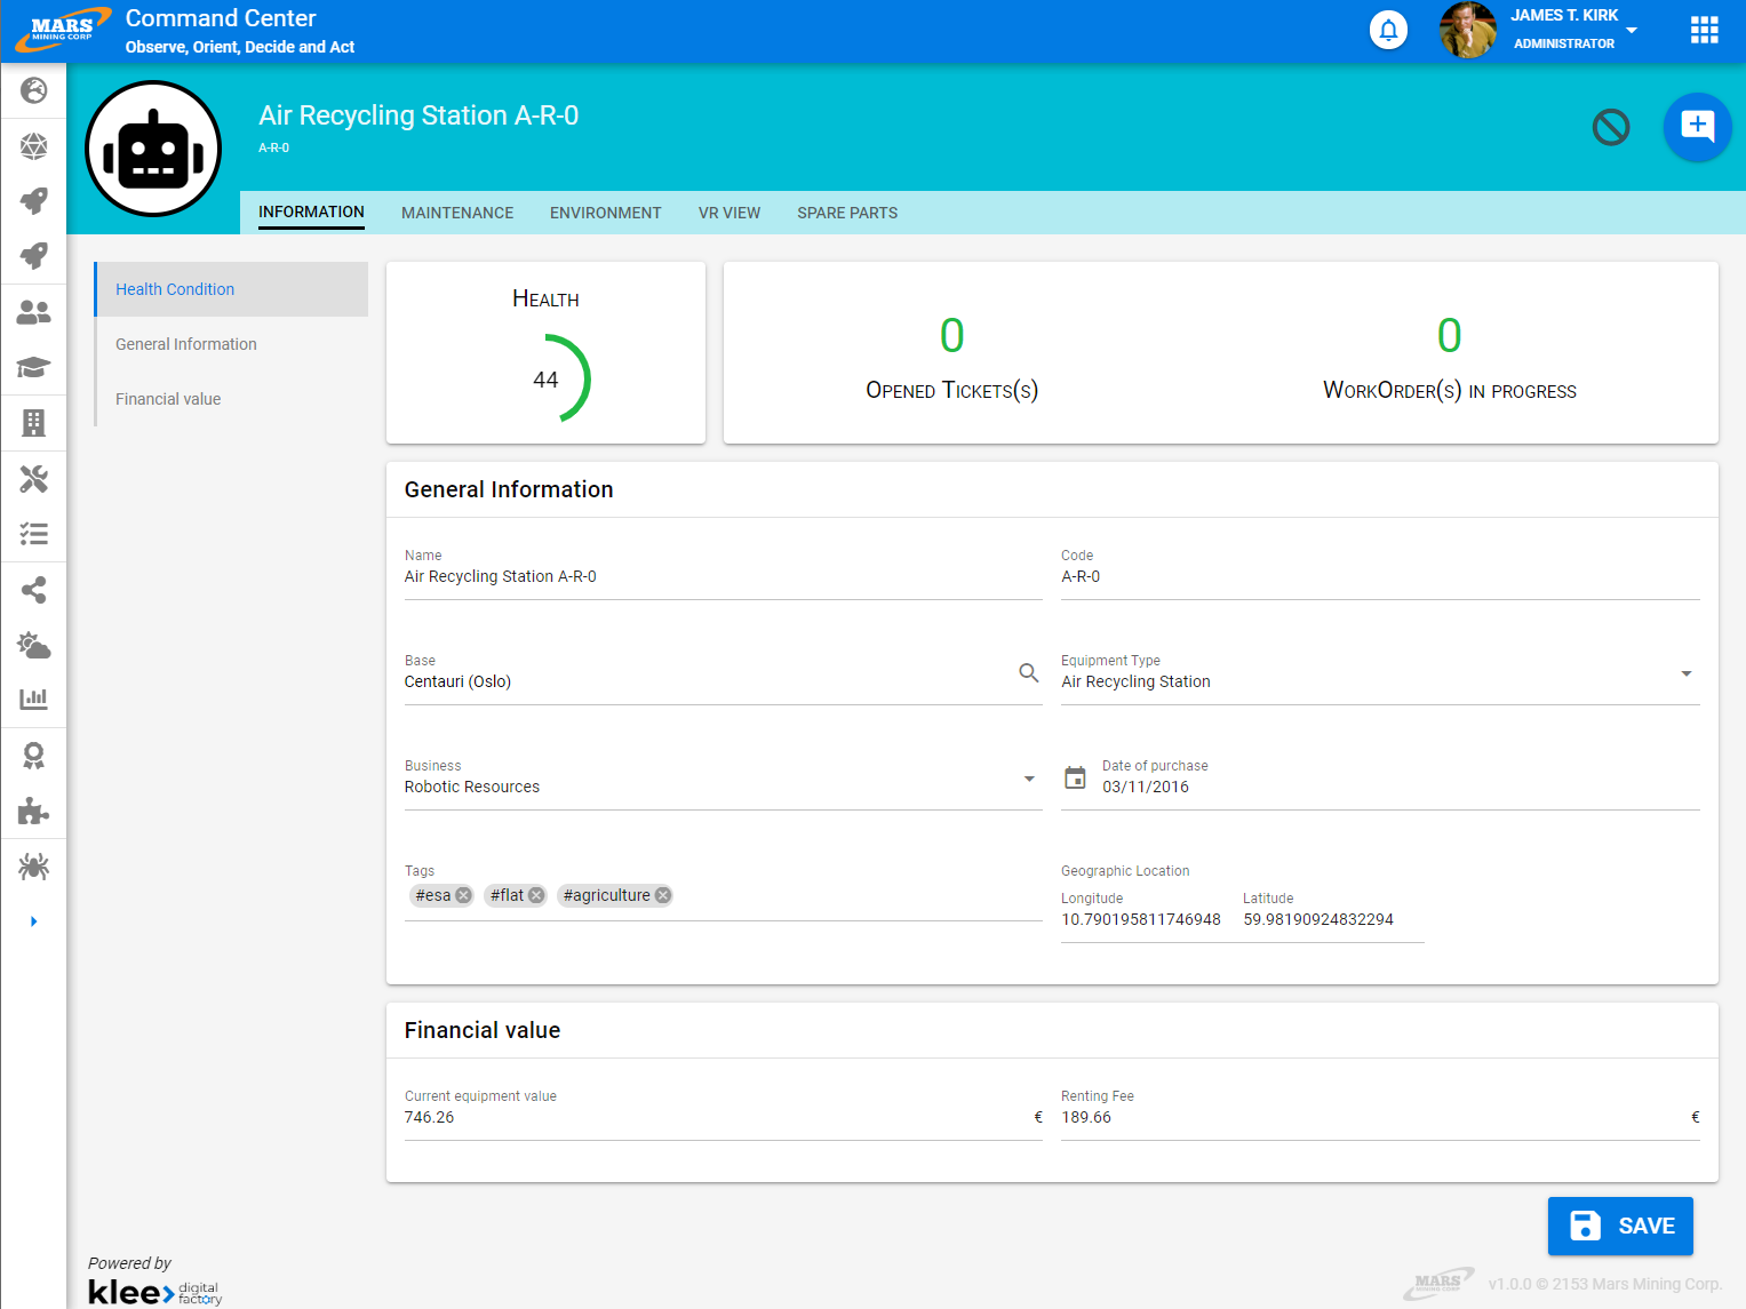 MARS
MINING CORP
Command Center
Observe, Orient, Decide and Act
JAMES T. KIRK
ADMINISTRATOR
Air Recycling Station A-R-0
A-R-0
INFORMATION
MAINTENANCE
ENVIRONMENT
VR VIEW
SPARE PARTS
Health Condition
General Information
Financial value
Health
44
0
Opened Tickets(s)
0
WorkOrder(s) in progress
General Information
Name
Air Recycling Station A-R-0
Code
A-R-0
Base
Centauri (Oslo)
Equipment Type
Air Recycling Station
Business
Robotic Resources
Date of purchase
03/11/2016
Tags
#esa
#flat
#agriculture
Geographic Location
Longitude
10.790195811746948
Latitude
59.98190924832294
Financial value
Current equipment value
746.26 €
Renting Fee
189.66 €
SAVE
Powered by
klee digital factory
MARS
MINING CORP
v1.0.0 © 2153 Mars Mining Corp.